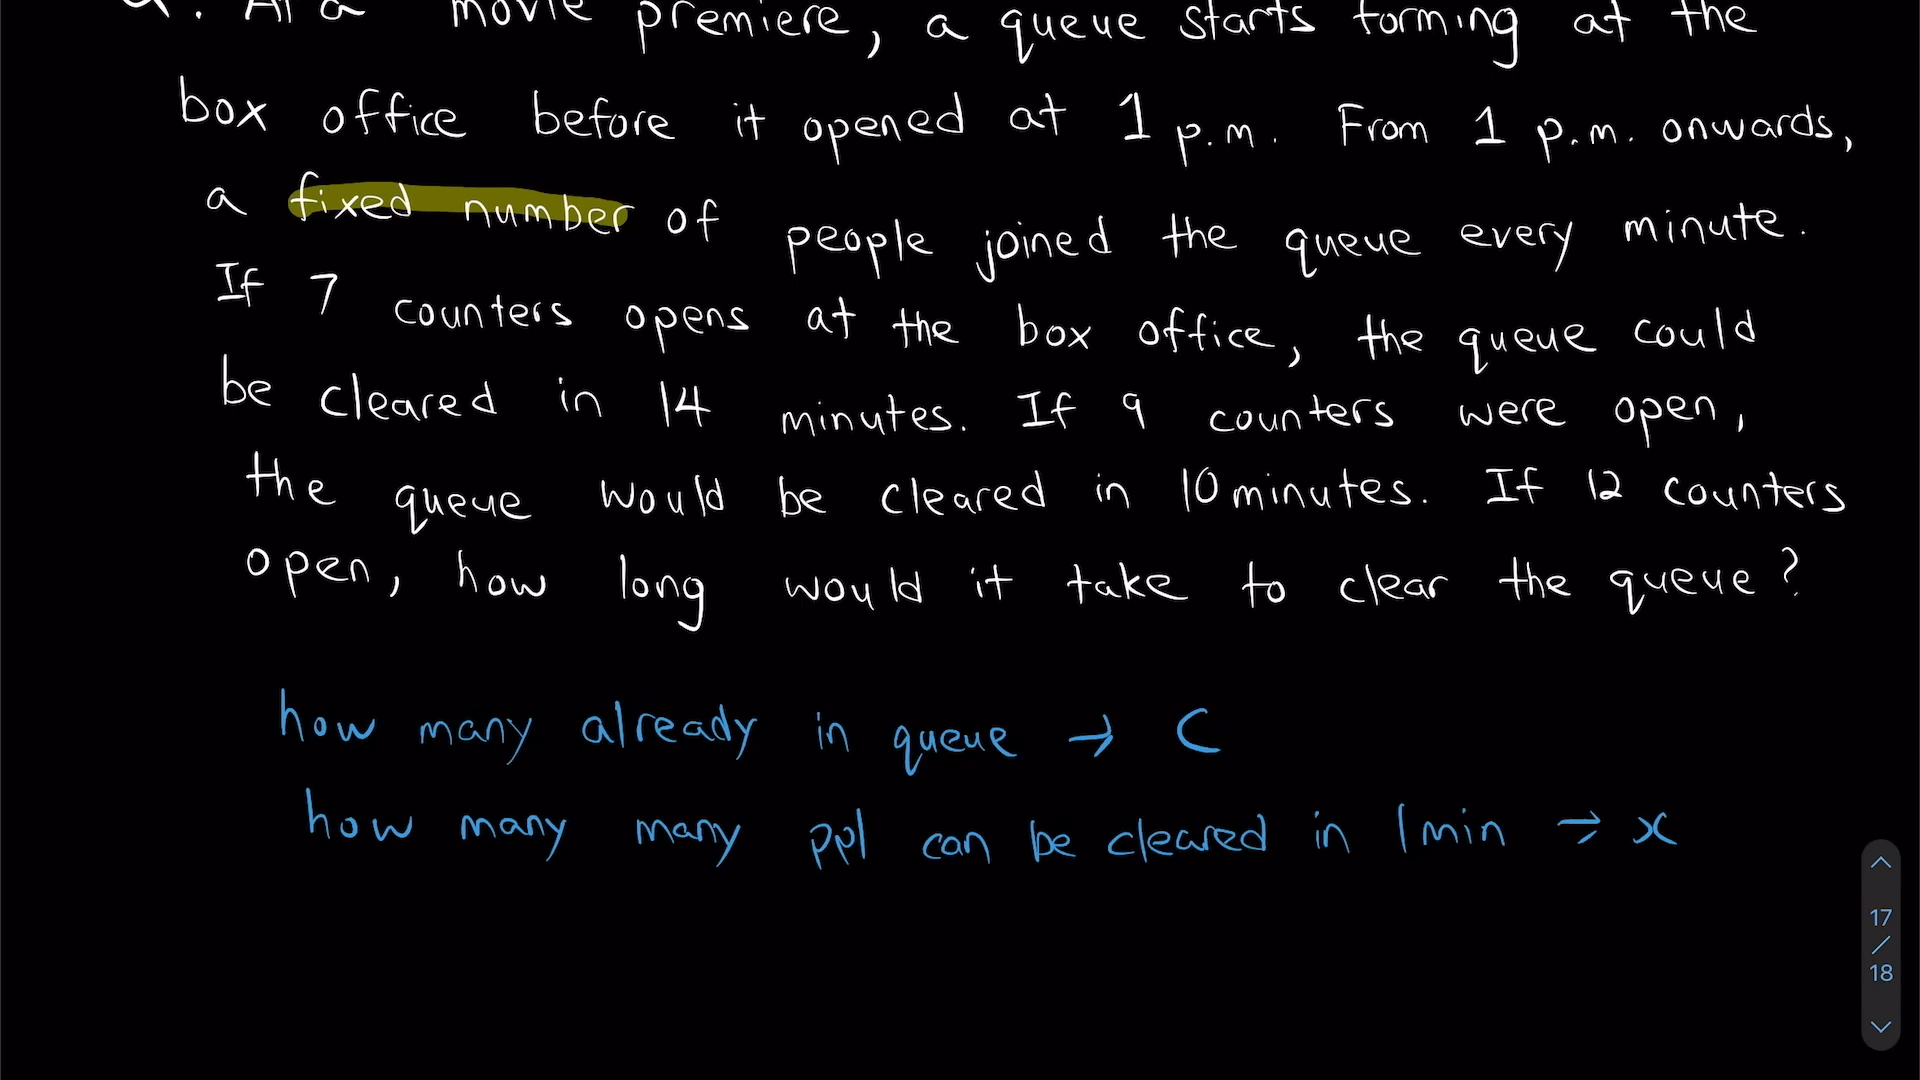 Q. At a movie premiere, a queue starts forming at the
box office before it opened at 1 p.m. From 1 p.m. onwards,
a fixed number of people joined the queue every minute.
If 7 counters opens at the box office, the queue could
be cleared in 14 minutes. If 9 counters were open,
the queue would be cleared in 10 minutes. If 12 counters
open, how long would it take to clear the queue?
how many already in queue → C
how many many ppl can be cleared in 1 min → x
17
/
18